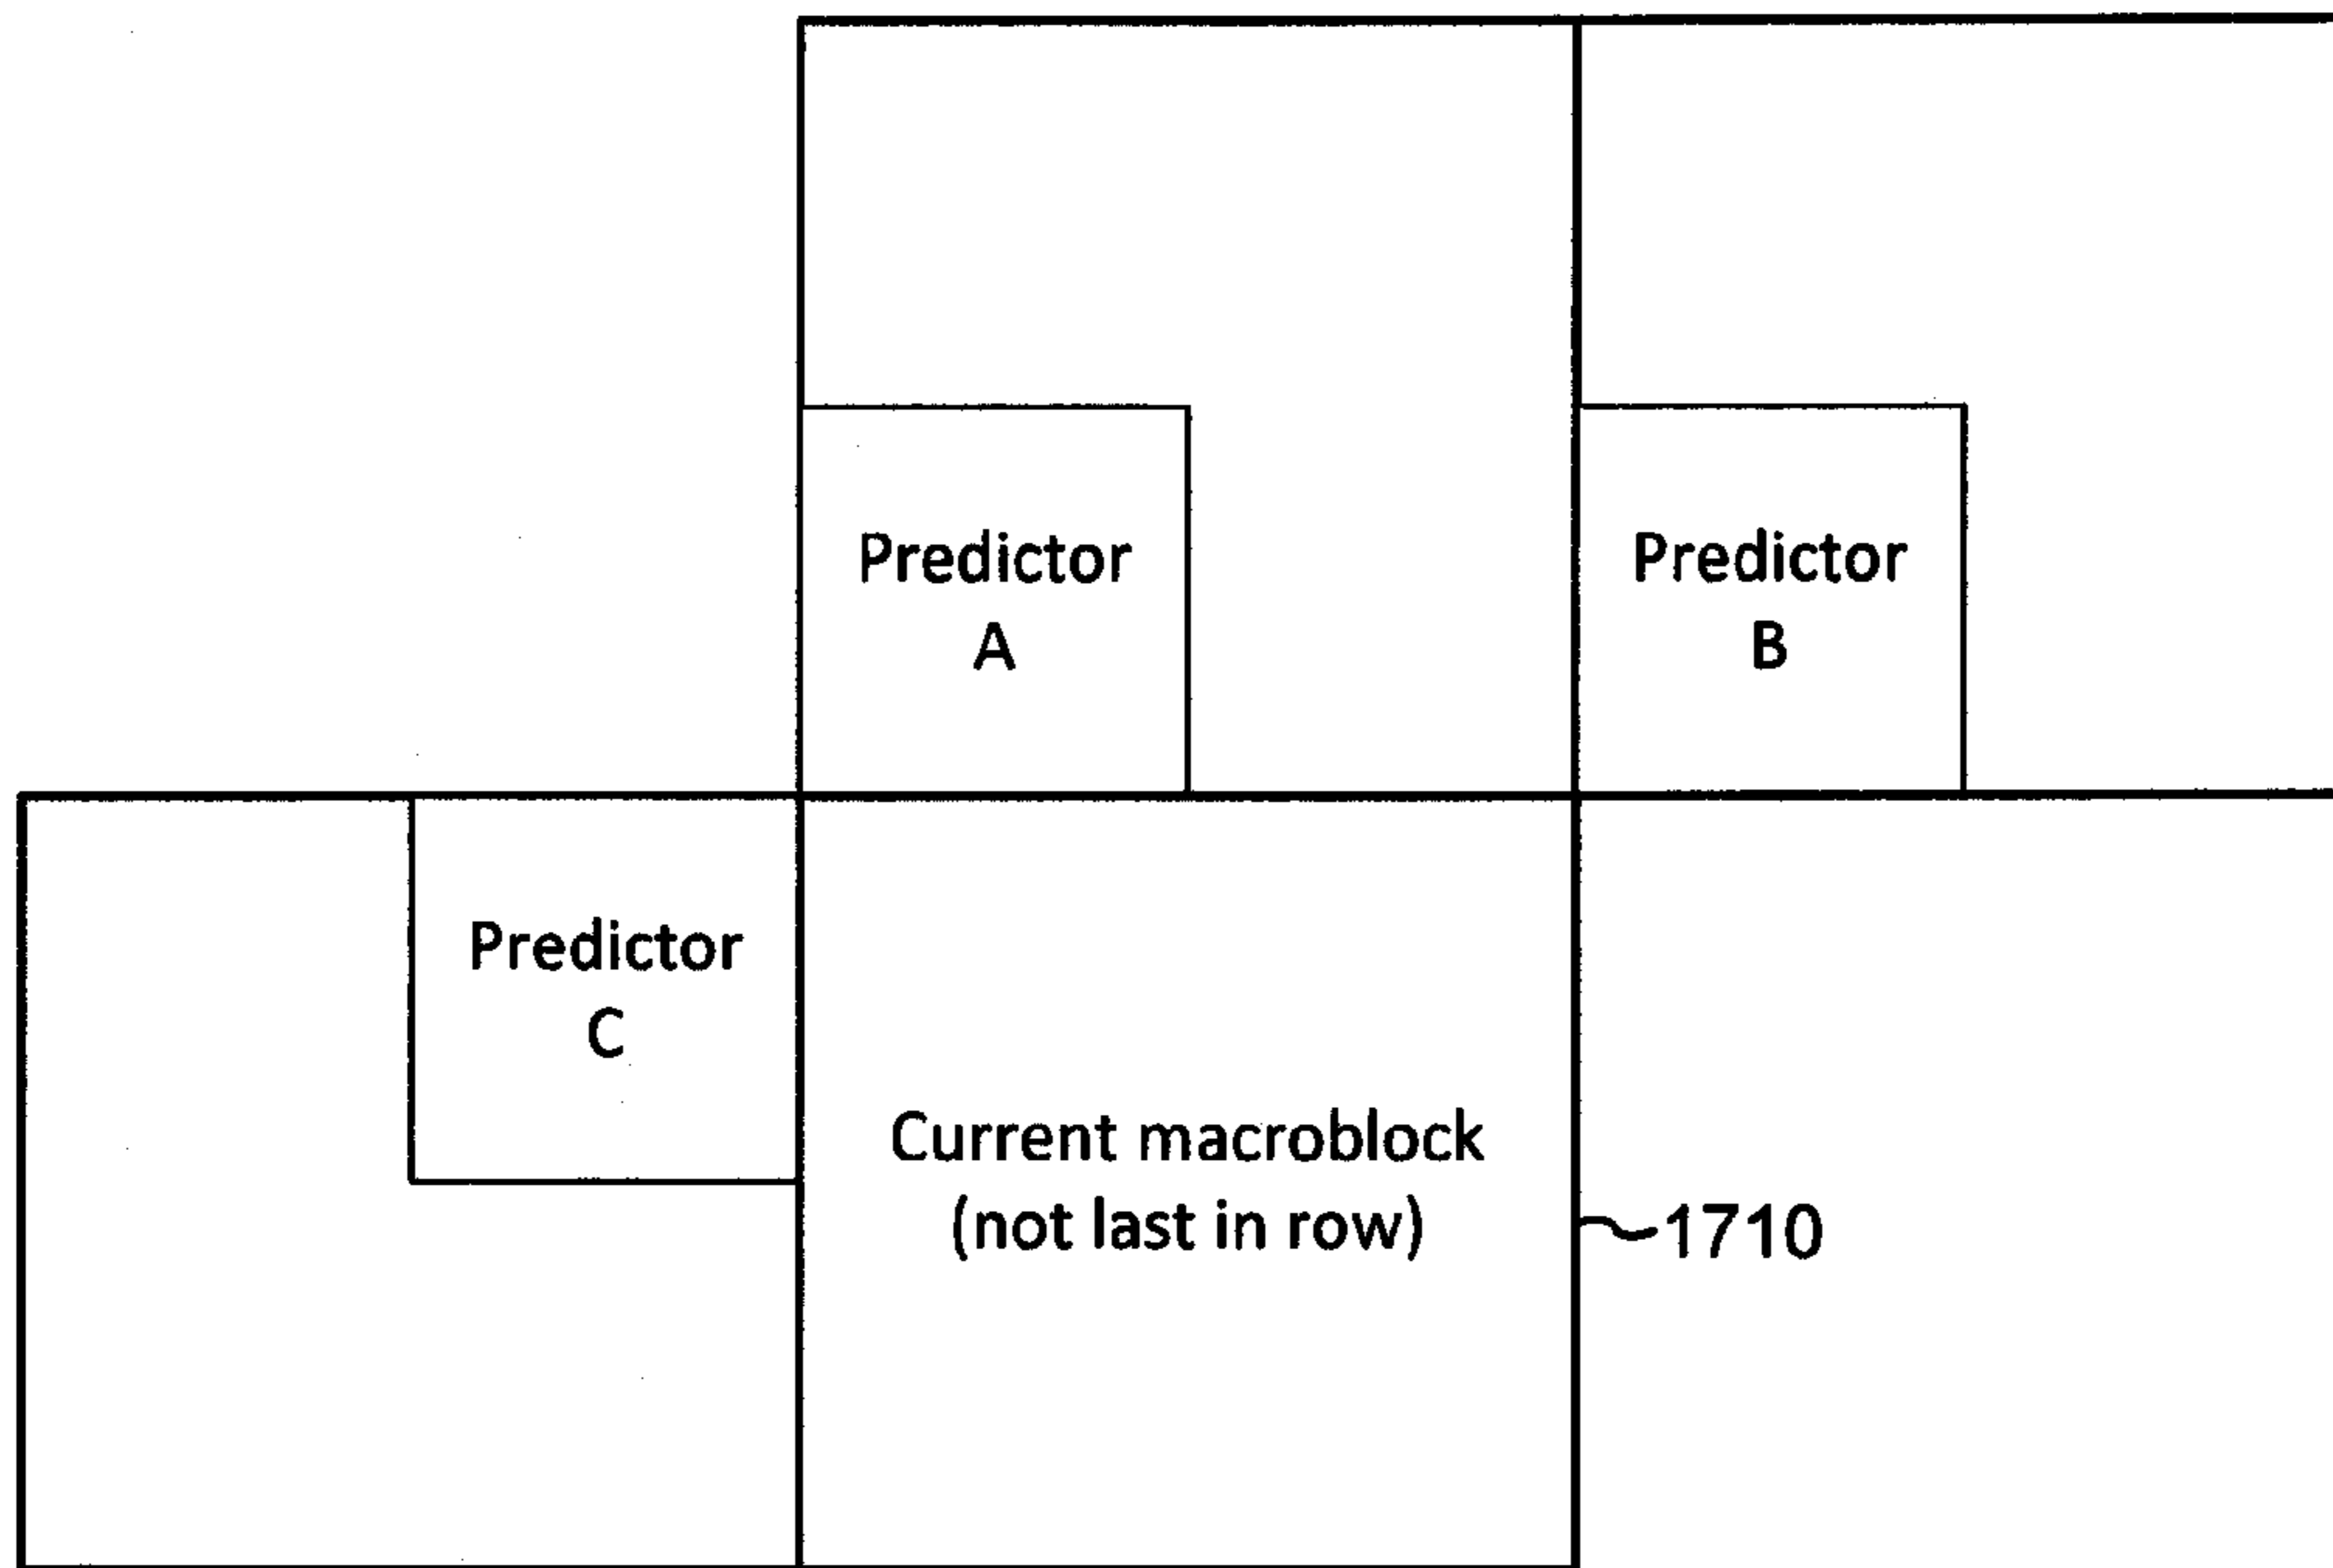 Predictor
A
Predictor
B
Predictor
C
Current macroblock
(not last in row)
1710